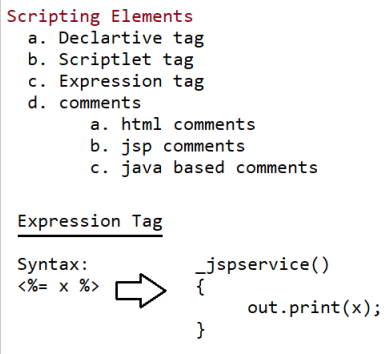 Scripting Elements
a. Declartive tag
b. Scriptlet tag
c. Expression tag
d. comments
a. html comments
b. jsp comments
c. java based comments
Expression Tag
Syntax:
<%= x %>
_jspservice()
{
out.print(x);
}